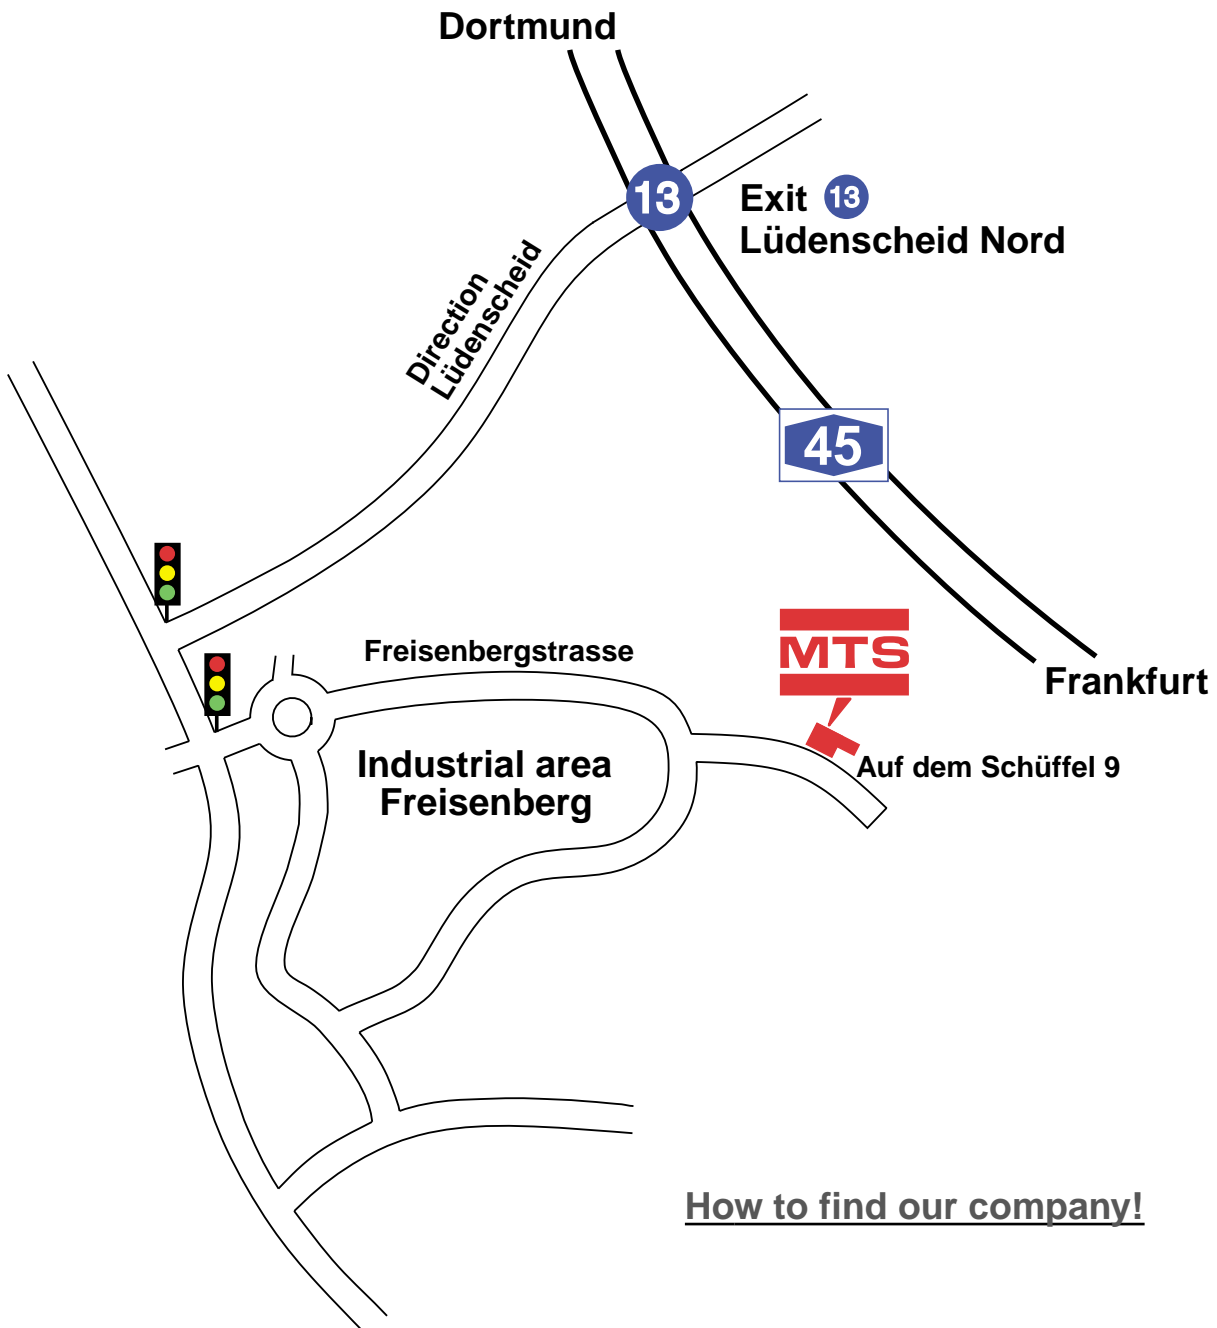 Dortmund
13
Exit 13
Lüdenscheid Nord
Direction
Lüdenscheid
45
Freisenbergstrasse
MTS
Frankfurt
Industrial area
Freisenberg
Auf dem Schüffel 9
How to find our company!